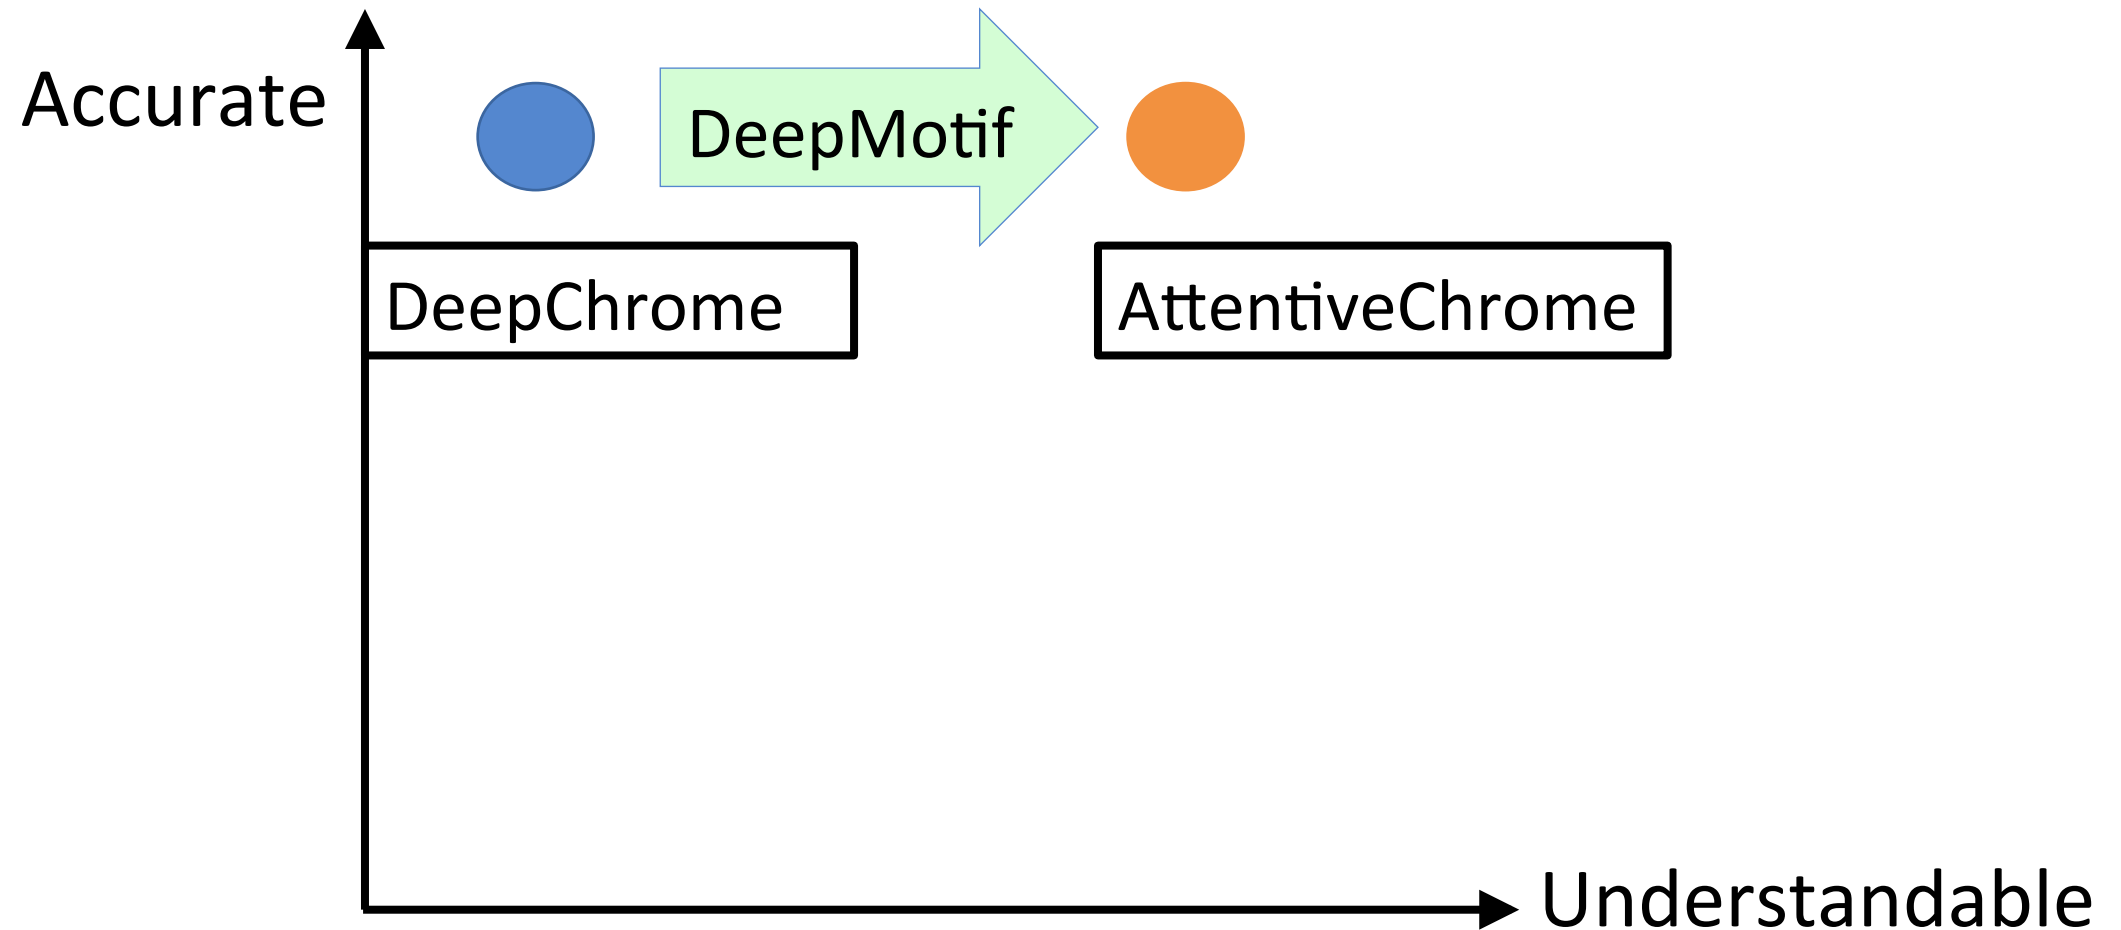 Accurate
DeepMotif
DeepChrome
AttentiveChrome
Understandable